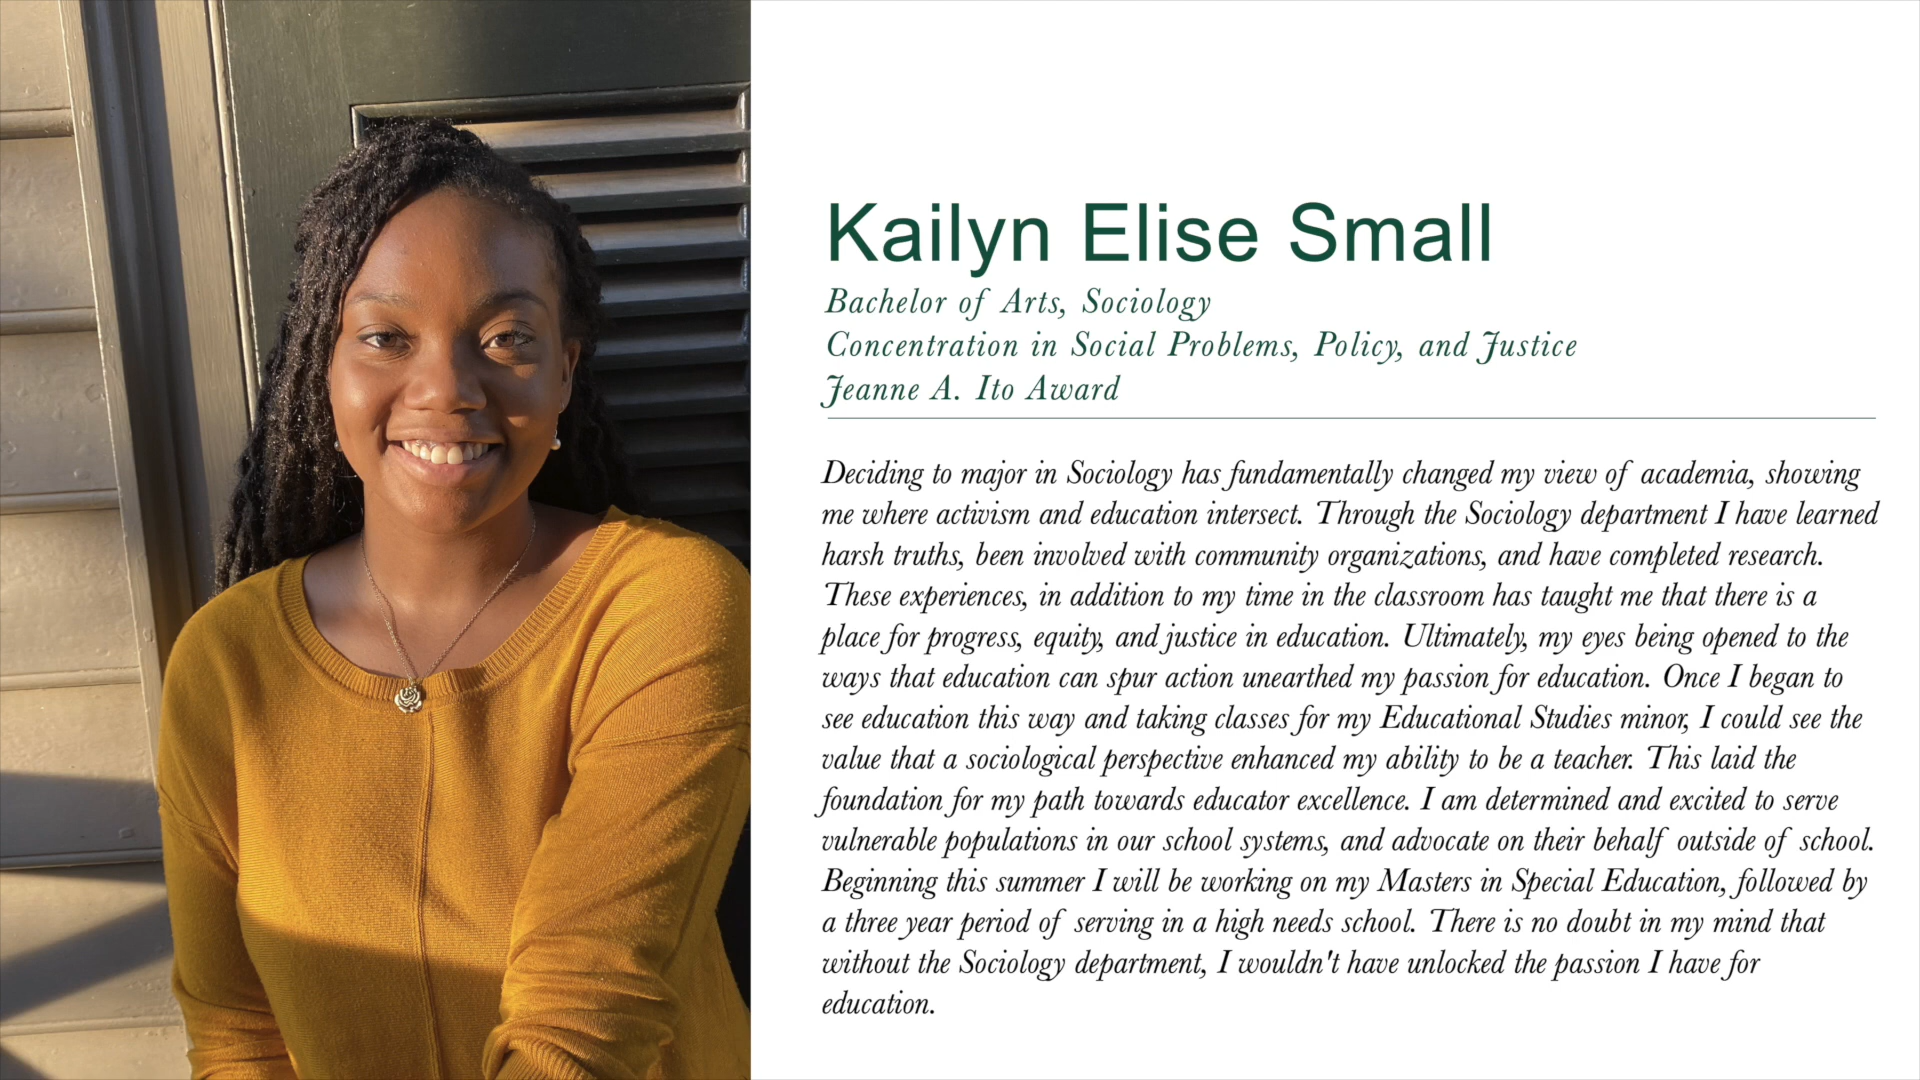 Kailyn Elise Small
Bachelor of Arts, Sociology
Concentration in Social Problems, Policy, and Justice
Jeanne A. Ito Award
Deciding to major in Sociology has fundamentally changed my view of academia, showing
me where activism and education intersect. Through the Sociology department I have learned
harsh truths, been involved with community organizations, and have completed research.
These experiences, in addition to my time in the classroom has taught me that there is a
place for progress, equity, and justice in education. Ultimately, my eyes being opened to the
ways that education can spur action unearthed my passion for education. Once I began to
see education this way and taking classes for my Educational Studies minor, I could see the
value that a sociological perspective enhanced my ability to be a teacher. This laid the
foundation for my path towards educator excellence. I am determined and excited to serve
vulnerable populations in our school systems, and advocate on their behalf outside of school.
Beginning this summer I will be working on my Masters in Special Education, followed by
a three year period of serving in a high needs school. There is no doubt in my mind that
without the Sociology department, I wouldn't have unlocked the passion I have for
education.